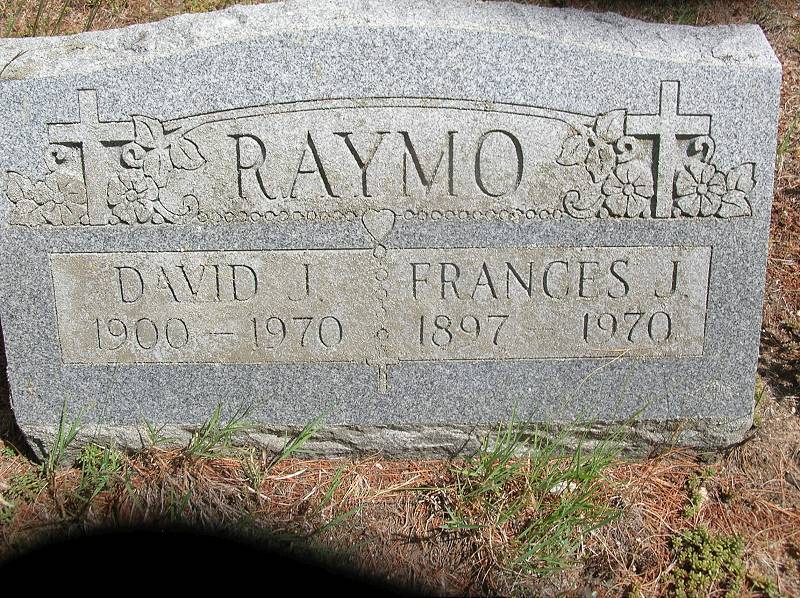 RAYMO
DAVID J. FRANCES J.
1900 – 1970 1897 – 1970